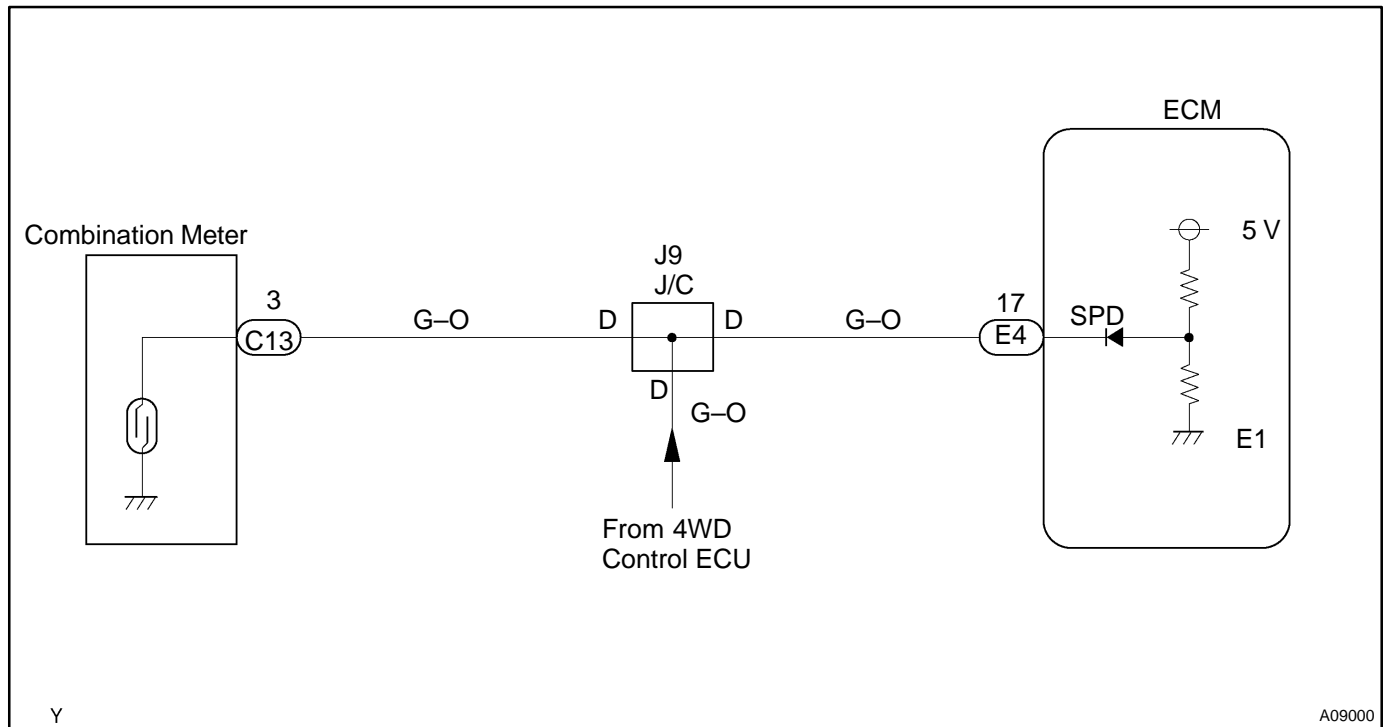 ECM
5 V
Combination Meter
J9
J/C
3
C13
G–O
D
D
G–O
17
E4
SPD
D
G–O
E1
From 4WD
Control ECU
Y
A09000